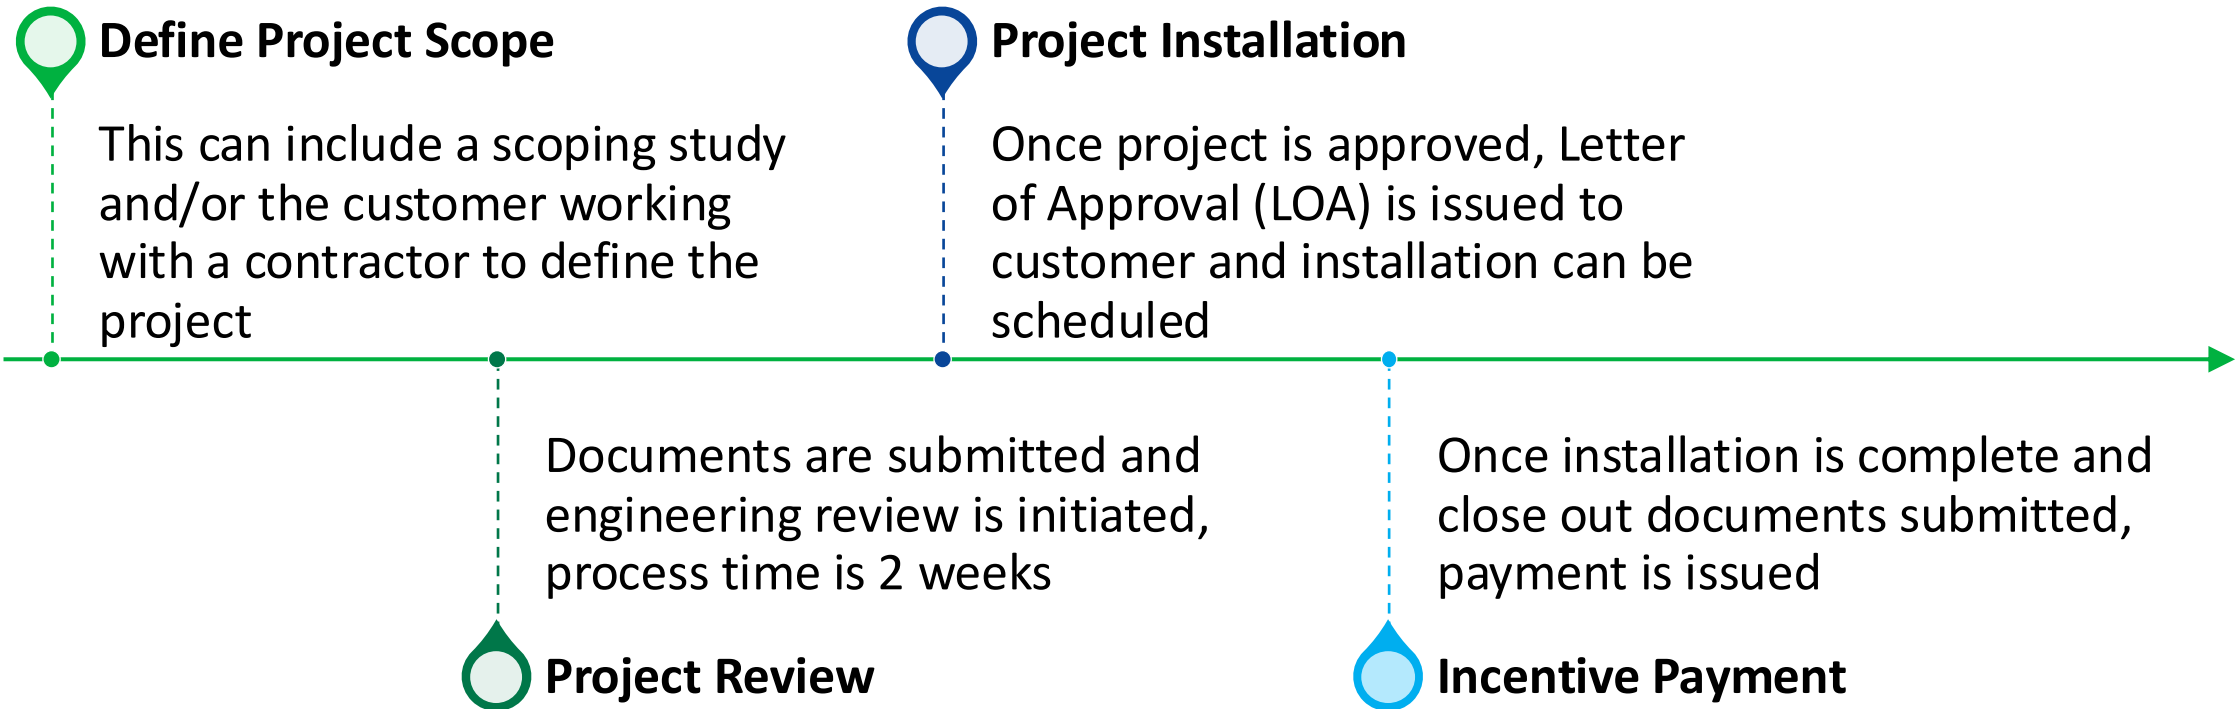 Define Project Scope
This can include a scoping study
and/or the customer working
with a contractor to define the
project
Documents are submitted and
engineering review is initiated,
process time is 2 weeks
Project Review
Project Installation
Once project is approved, Letter
of Approval (LOA) is issued to
customer and installation can be
scheduled
Once installation is complete and
close out documents submitted,
payment is issued
Incentive Payment